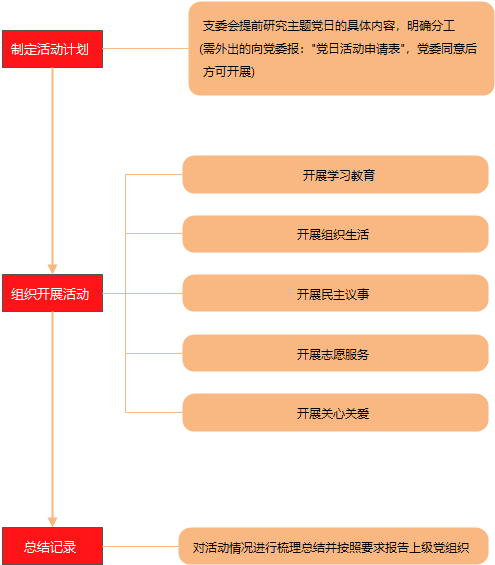 制定活动计划
支委会提前研究主题党日的具体内容，明确分工
(需外出的向党委报："党日活动申请表"，党委同意后
方可开展)
开展学习教育
开展组织生活
组织开展活动
开展民主议事
开展志愿服务
开展关心关爱
总结记录
对活动情况进行梳理总结并按照要求报告上级党组织